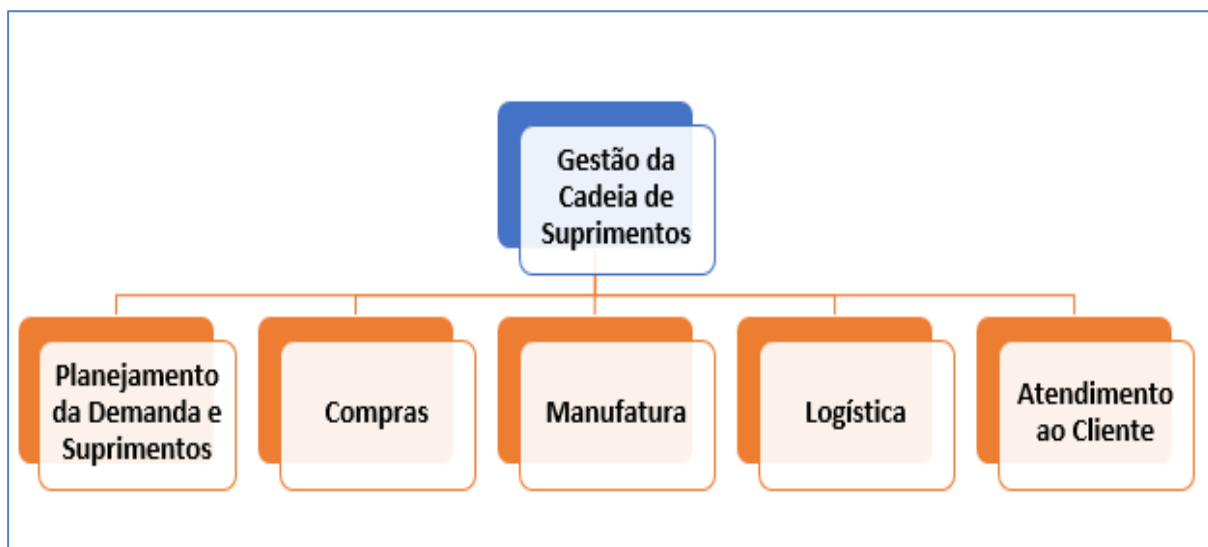 Gestão da
Cadeia de
Suprimentos
Planejamento
da Demanda e
Suprimentos
Compras
Manufatura
Logística
Atendimento
ao Cliente